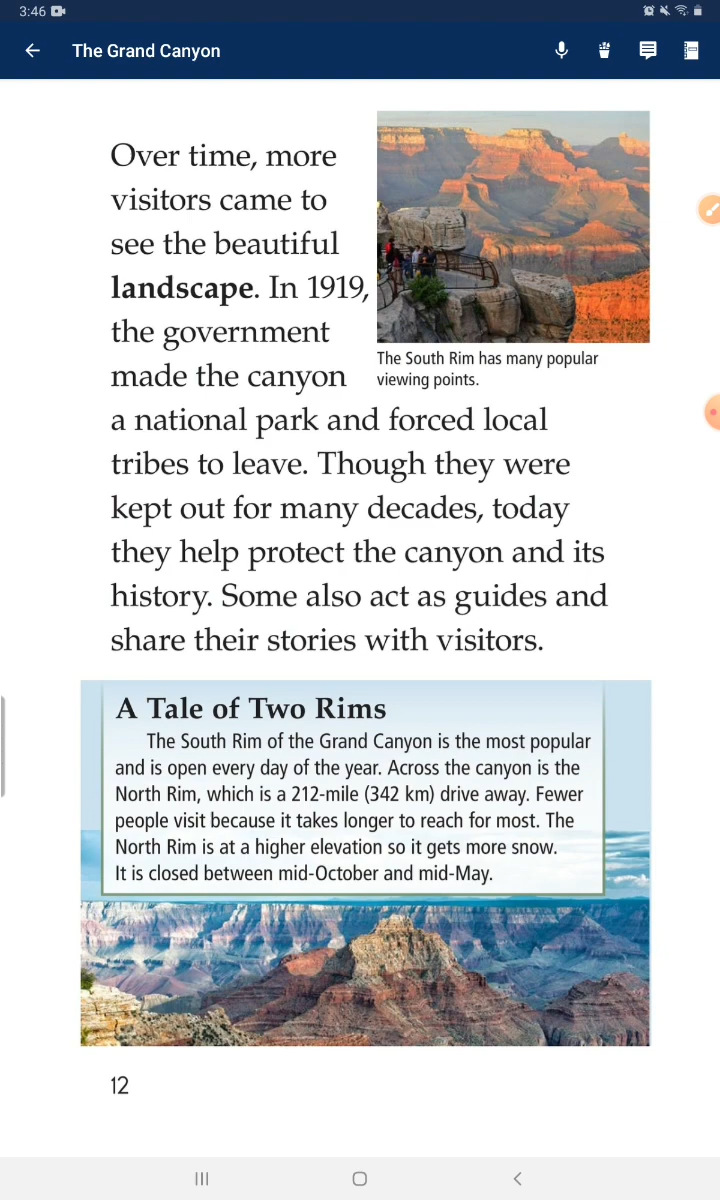 3:46
The Grand Canyon
Over time, more
visitors came to
see the beautiful
landscape. In 1919,
the government
made the canyon
The South Rim has many popular
viewing points.
a national park and forced local
tribes to leave. Though they were
kept out for many decades, today
they help protect the canyon and its
history. Some also act as guides and
share their stories with visitors.
A Tale of Two Rims
The South Rim of the Grand Canyon is the most popular
and is open every day of the year. Across the canyon is the
North Rim, which is a 212-mile (342 km) drive away. Fewer
people visit because it takes longer to reach for most. The
North Rim is at a higher elevation so it gets more snow.
It is closed between mid-October and mid-May.
12